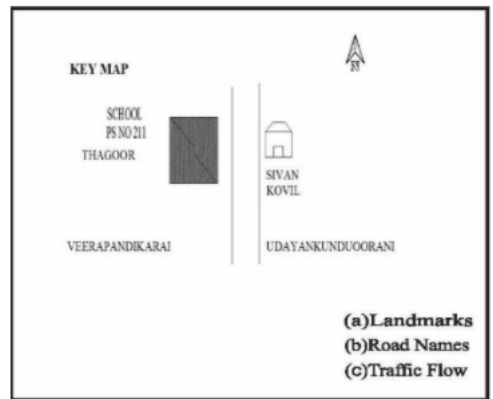 N
KEY MAP
SCHOOL
PS NO 211
THAGOOR
SIVAN
KOVIL
VEERAPANDIKARAI
UDAYANKUNDUOORANI
(a)Landmarks
(b)Road Names
(c)Traffic Flow